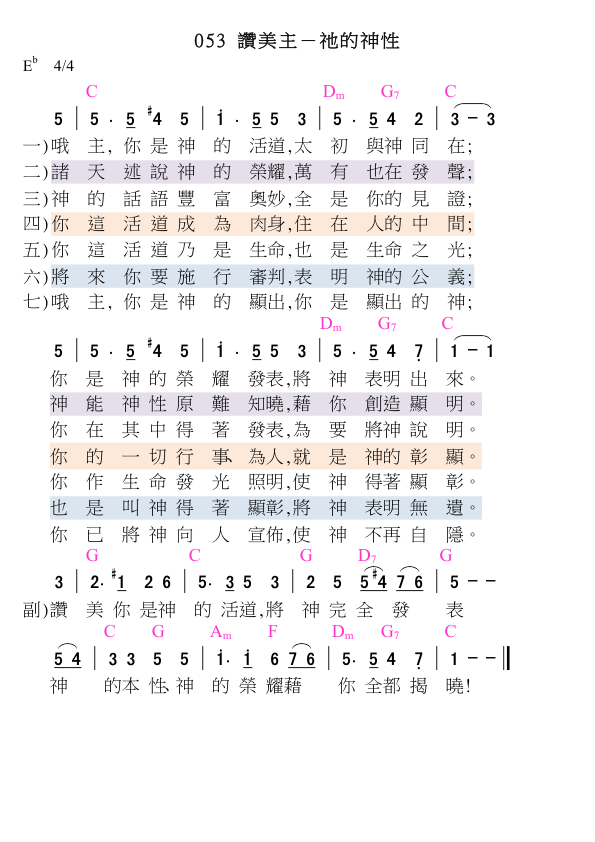 053 讚美主－祂的神性
E♭ 4/4
C Dm G7 C
5 | 5 . 5 #4 5 | i . 5 5 3 | 5 . 5 4 2 | 3 － 3
一)哦 主, 你 是 神 的 活道,太 初 與神 同 在;
二)諸 天 述 說 神 的 榮耀,萬 有 也在 發 聲;
三)神 的 話 語 豐 富 奧妙,全 是 你的 見 證;
四)你 這 活 道 成 為 肉身,住 在 人的 中 間;
五)你 這 活 道 乃 是 生命,也 是 生命 之 光;
六)將 來 你 要 施 行 審判,表 明 神的 公 義;
七)哦 主, 你 是 神 的 顯出,你 是 顯出 的 神;
Dm G7 C
5 | 5 . 5 #4 5 | i . 5 5 3 | 5 . 5 4 7̣ | 1 － 1
你 是 神 的 榮 耀 發表,將 神 表明 出 來。
神 能 神 性 原 難 知曉,藉 你 創造 顯 明。
你 在 其 中 得 著 發表,為 要 將神 說 明。
你 的 一 切 行 事、為人,就 是 神的 彰 顯。
你 作 生 命 發 光 照明,使 神 得著 顯 彰。
也 是 叫 神 得 著 顯彰,將 神 表明 無 遺。
你 已 將 神 向 人 宣佈,使 神 不再 自 隱。
G C G D7 G
3 | 2. #1 2 6 | 5. 3 5 3 | 2 5 5 #4 7 6 | 5 － －
副)讚 美 你 是神 的 活道,將 神 完 全 發 表
C G Am F Dm G7 C
5 4 | 3 3 5 5 | i. i 6 7 6 | 5. 5 4 7̣ | 1 － － ‖
神 的本 性、神 的 榮 耀藉 你 全都 揭 曉!